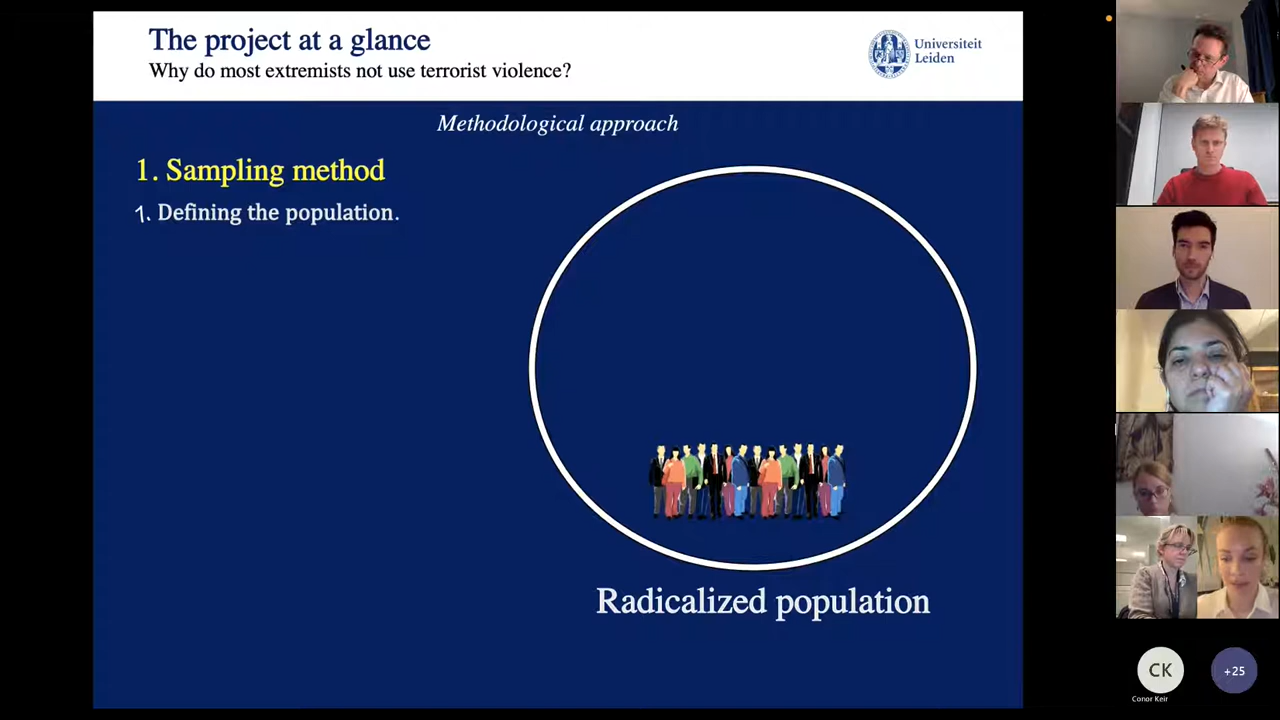 The project at a glance
Why do most extremists not use terrorist violence?
Universiteit
Leiden
Methodological approach
1. Sampling method
1. Defining the population.
Radicalized population
CK
Conor Keir
+25